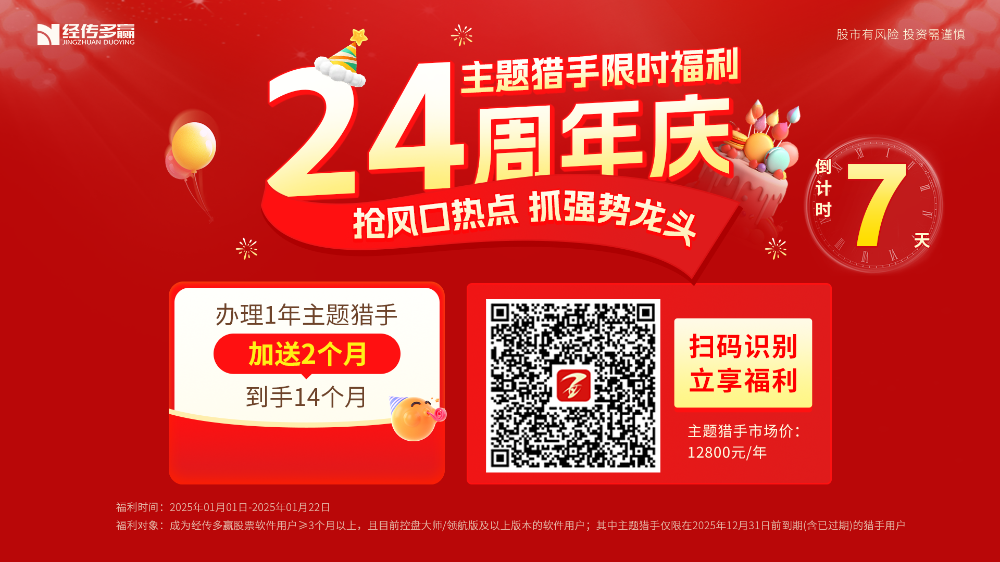 经传多赢
JINGZHUAN DUOYING
股市有风险 投资需谨慎
主题猎手限时福利
24周年庆
抢风口热点 抓强势龙头
倒计时
7
天
办理1年主题猎手
加送2个月
到手14个月
扫码识别
立享福利
主题猎手市场价：
12800元/年
福利时间：2025年01月01日-2025年01月22日
福利对象：成为经传多赢股票软件用户≥3个月以上，且目前控盘大师/领航版及以上版本的软件用户；其中主题猎手仅限在2025年12月31日前到期(含已过期)的猎手用户